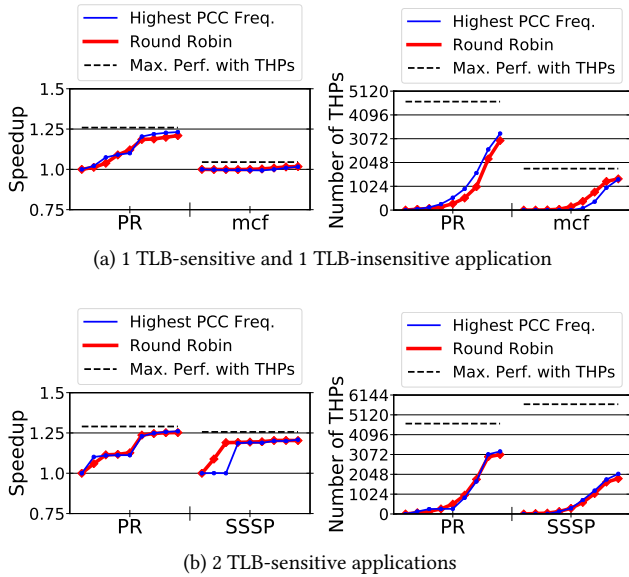 Highest PCC Freq.
Round Robin
Max. Perf. with THPs
1.5
1.25
1.0
0.75
Speedup
PR
mcf
Highest PCC Freq.
Round Robin
Max. Perf. with THPs
5120
4096
3072
2048
1024
0
Number of THPs
PR
mcf
(a) 1 TLB-sensitive and 1 TLB-insensitive application
Highest PCC Freq.
Round Robin
Max. Perf. with THPs
1.5
1.25
1.0
0.75
Speedup
PR
SSSP
Highest PCC Freq.
Round Robin
Max. Perf. with THPs
6144
5120
4096
3072
2048
1024
0
Number of THPs
PR
SSSP
(b) 2 TLB-sensitive applications